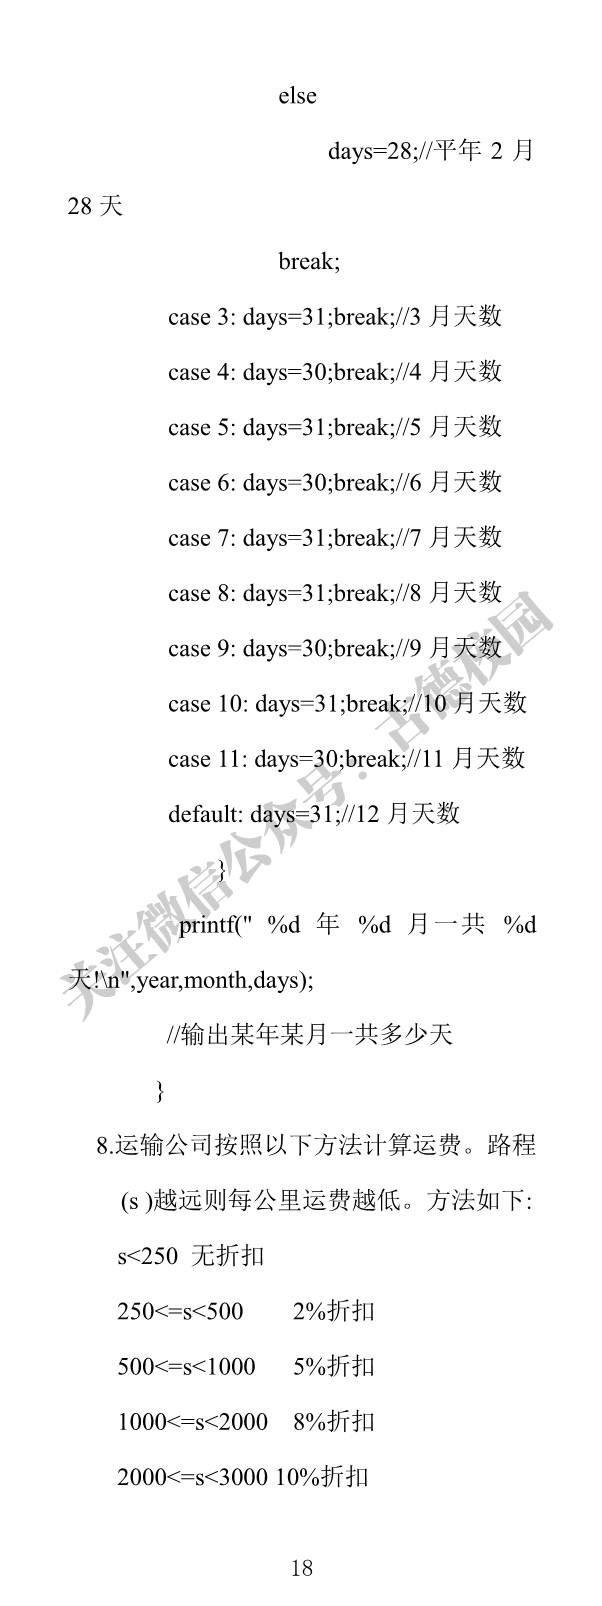 else
days=28;//平年 2 月
28 天
break;
case 3: days=31;break;//3 月天数
case 4: days=30;break;//4 月天数
case 5: days=31;break;//5 月天数
case 6: days=30;break;//6 月天数
case 7: days=31;break;//7 月天数
case 8: days=31;break;//8 月天数
case 9: days=30;break;//9 月天数
case 10: days=31;break;//10 月天数
case 11: days=30;break;//11 月天数
default: days=31;//12 月天数
}
printf(" %d 年 %d 月一共 %d
天!\n",year,month,days);
//输出某年某月一共多少天
}
8.运输公司按照以下方法计算运费。路程
(s )越远则每公里运费越低。方法如下:
s<250 无折扣
250<=s<500 2%折扣
500<=s<1000 5%折扣
1000<=s<2000 8%折扣
2000<=s<3000 10%折扣
18
关注微信公众号：古德校园